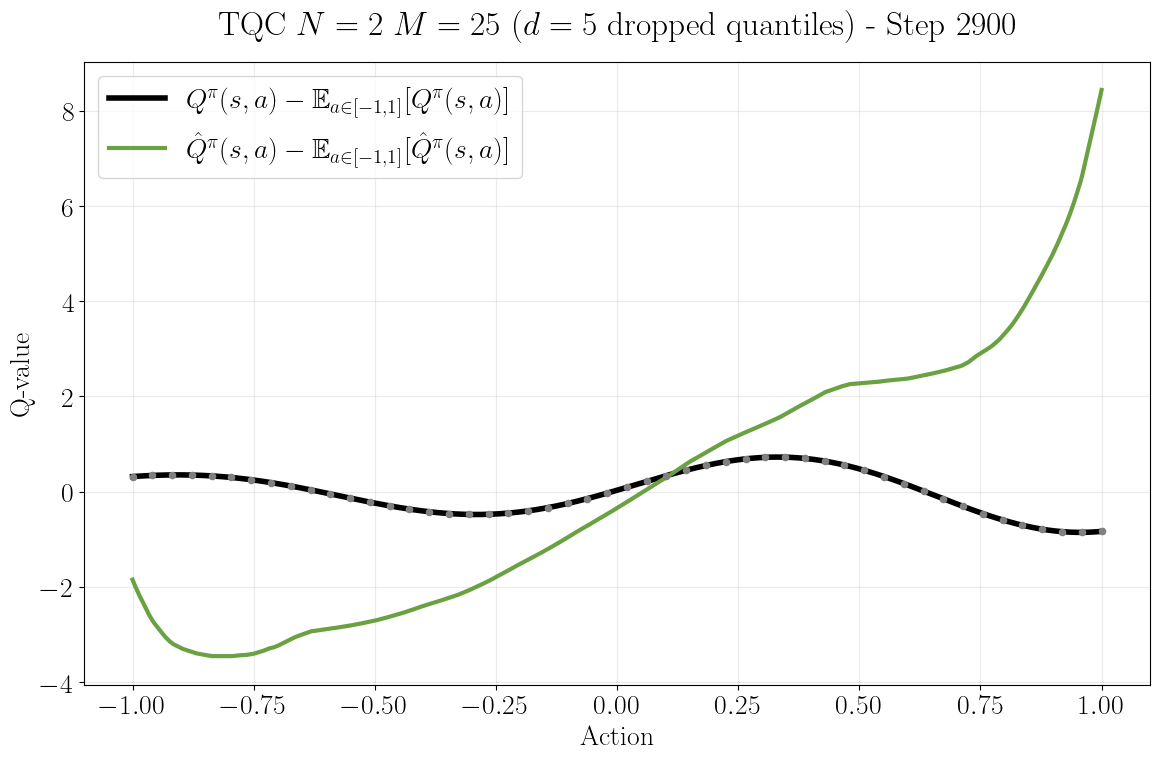 TQC $N = 2$ $M = 25$ ($d = 5$ dropped quantiles) - Step 2900
$Q^{\pi}(s, a) - \mathbb{E}_{a \in [-1,1]}[Q^{\pi}(s, a)]$
$\hat{Q}^{\pi}(s, a) - \mathbb{E}_{a \in [-1,1]}[\hat{Q}^{\pi}(s, a)]$
Q-value
8
6
4
2
0
−2
−4
−1.00 −0.75 −0.50 −0.25 0.00 0.25 0.50 0.75 1.00
Action